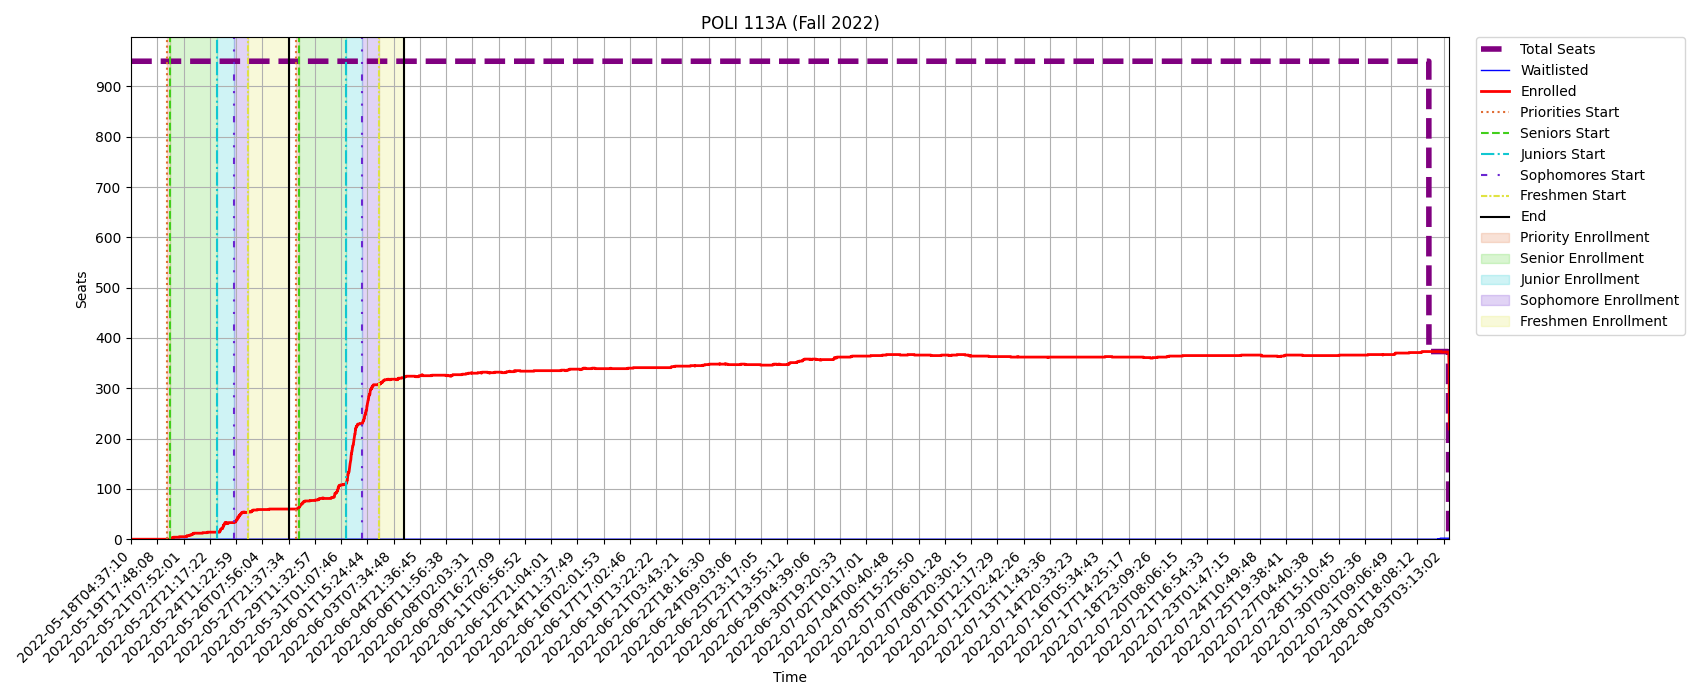 POLI 113A (Fall 2022)
Seats
900
800
700
600
500
400
300
200
100
0
2022-05-18T04:37:10
2022-05-19T17:48:08
2022-05-21T07:52:01
2022-05-22T21:17:22
2022-05-24T11:22:59
2022-05-26T07:56:04
2022-05-27T21:37:34
2022-05-29T11:32:57
2022-05-31T01:07:46
2022-06-01T15:24:44
2022-06-03T07:34:48
2022-06-04T21:36:45
2022-06-06T11:56:38
2022-06-08T02:03:31
2022-06-09T16:27:09
2022-06-11T06:56:52
2022-06-12T21:04:01
2022-06-14T11:37:49
2022-06-16T02:01:53
2022-06-17T17:02:46
2022-06-19T13:22:22
2022-06-21T03:43:21
2022-06-22T18:16:30
2022-06-24T09:03:06
2022-06-25T23:17:05
2022-06-27T13:55:12
2022-06-29T04:39:06
2022-06-30T19:20:33
2022-07-02T10:17:01
2022-07-04T00:40:48
2022-07-05T15:25:50
2022-07-07T06:01:28
2022-07-08T20:30:15
2022-07-10T12:17:29
2022-07-12T02:42:26
2022-07-13T11:43:36
2022-07-14T20:33:23
2022-07-16T05:34:43
2022-07-17T14:25:17
2022-07-18T23:09:26
2022-07-20T08:06:15
2022-07-21T16:54:33
2022-07-23T01:47:15
2022-07-24T10:49:48
2022-07-25T19:38:41
2022-07-27T04:40:38
2022-07-28T15:10:45
2022-07-30T00:02:36
2022-07-31T09:06:49
2022-08-01T18:08:12
2022-08-03T03:13:02
Time
Total Seats
Waitlisted
Enrolled
Priorities Start
Seniors Start
Juniors Start
Sophomores Start
Freshmen Start
End
Priority Enrollment
Senior Enrollment
Junior Enrollment
Sophomore Enrollment
Freshmen Enrollment